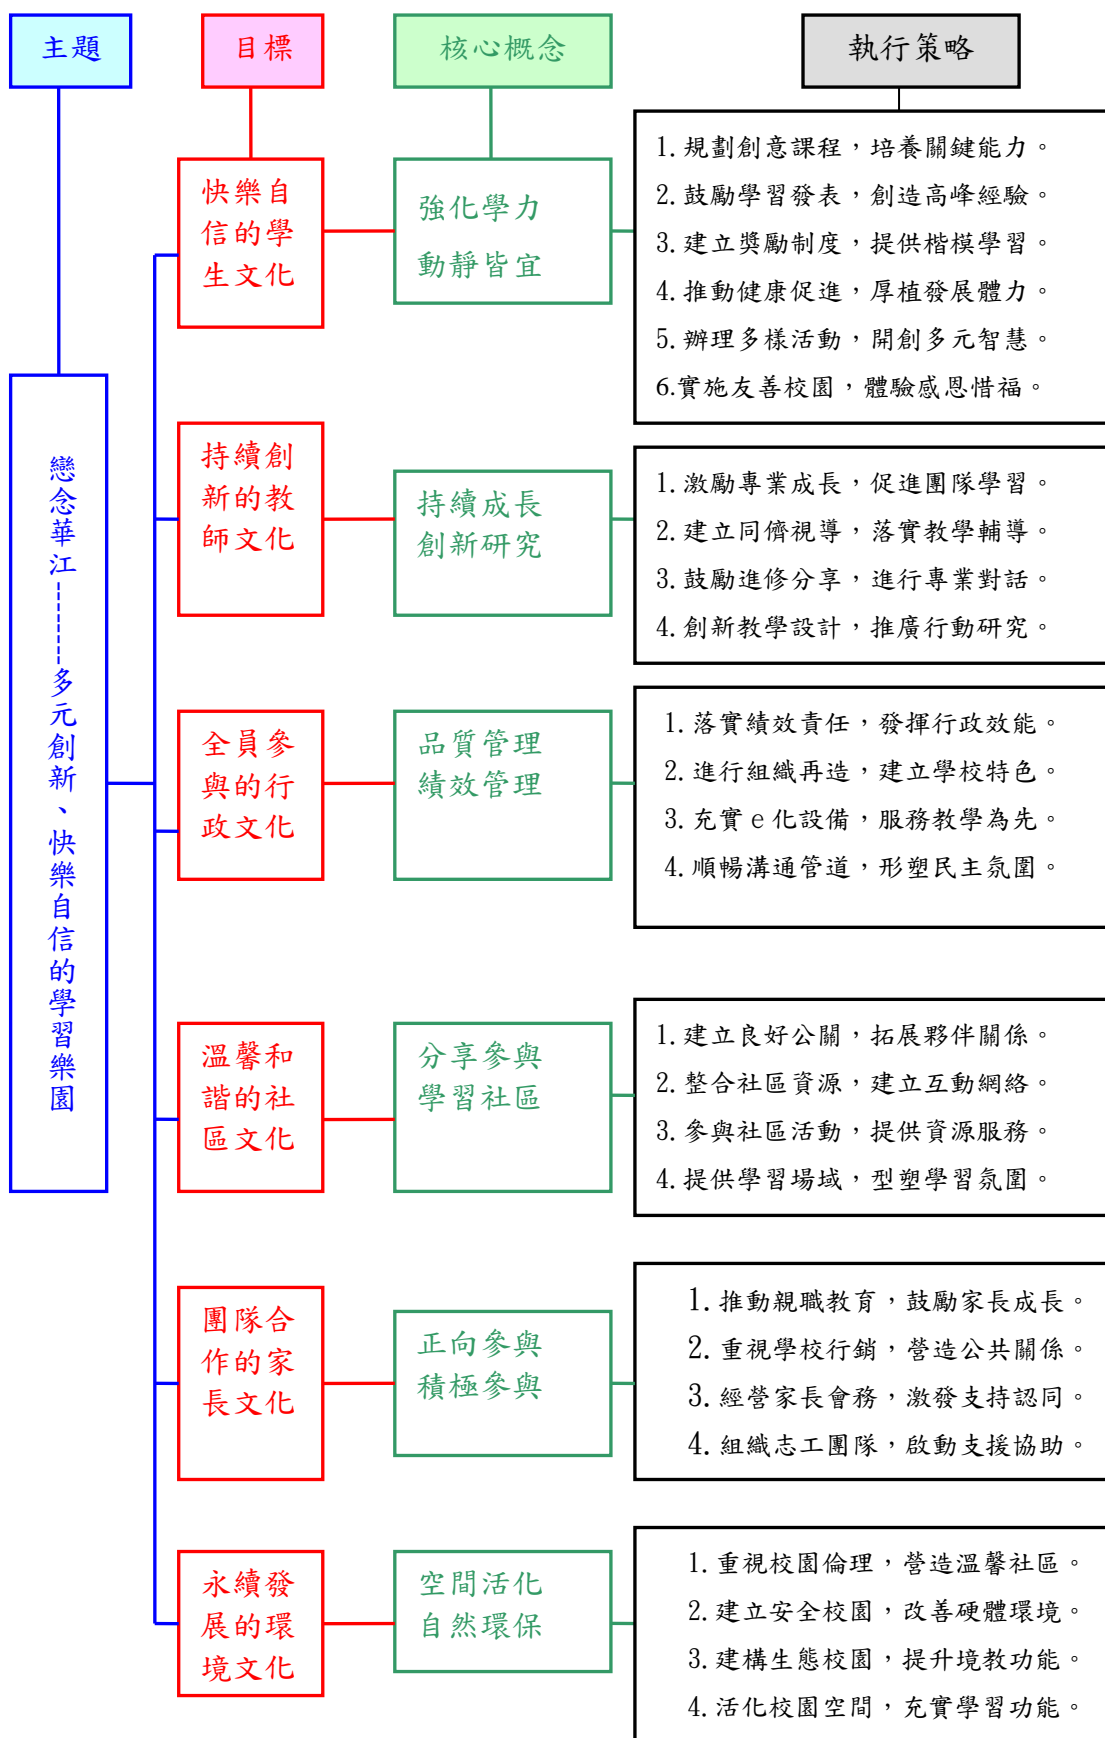 主題
目標
核心概念
執行策略
戀念華江--------多元創新、快樂自信的學習樂園
快樂自
信的學
生文化
強化學力
動靜皆宜
1.規劃創意課程，培養關鍵能力。
2.鼓勵學習發表，創造高峰經驗。
3.建立獎勵制度，提供楷模學習。
4.推動健康促進，厚植發展體力。
5.辦理多樣活動，開創多元智慧。
6.實施友善校園，體驗感恩惜福。
持續創
新的教
師文化
持續成長
創新研究
1.激勵專業成長，促進團隊學習。
2.建立同儕視導，落實教學輔導。
3.鼓勵進修分享，進行專業對話。
4.創新教學設計，推廣行動研究。
全員參
與的行
政文化
品質管理
績效管理
1.落實績效責任，發揮行政效能。
2.進行組織再造，建立學校特色。
3.充實 e 化設備，服務教學為先。
4.順暢溝通管道，形塑民主氛圍。
溫馨和
諧的社
區文化
分享參與
學習社區
1.建立良好公關，拓展夥伴關係。
2.整合社區資源，建立互動網絡。
3.參與社區活動，提供資源服務。
4.提供學習場域，型塑學習氛圍。
團隊合
作的家
長文化
正向參與
積極參與
1.推動親職教育，鼓勵家長成長。
2.重視學校行銷，營造公共關係。
3.經營家長會務，激發支持認同。
4.組織志工團隊，啟動支援協助。
永續發
展的環
境文化
空間活化
自然環保
1.重視校園倫理，營造溫馨社區。
2.建立安全校園，改善硬體環境。
3.建構生態校園，提升境教功能。
4.活化校園空間，充實學習功能。